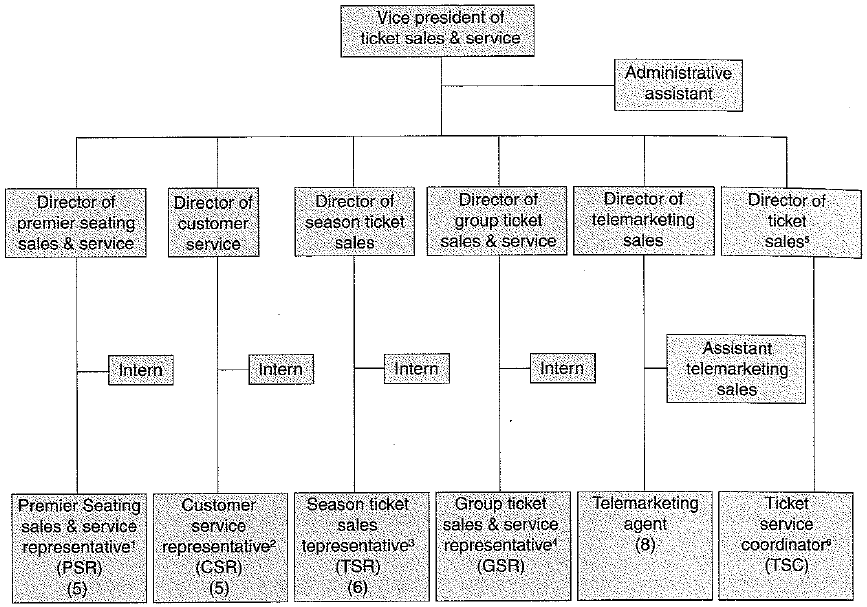 Vice president of
ticket sales & service
Administrative
assistant
Director of
premier seating
sales & service
Director of
customer
service
Director of
season ticket
sales
Director of
group ticket
sales & service
Director of
telemarketing
sales
Director of
ticket
sales⁵
Intern
Intern
Intern
Intern
Assistant
telemarketing
sales
Premier Seating
sales & service
representative¹
(PSR)
(5)
Customer
service
representative²
(CSR)
(5)
Season ticket
sales
tepresentative³
(TSR)
(6)
Group ticket
sales & service
representative⁴
(GSR)
Telemarketing
agent
(8)
Ticket
service
coordinator⁶
(TSC)